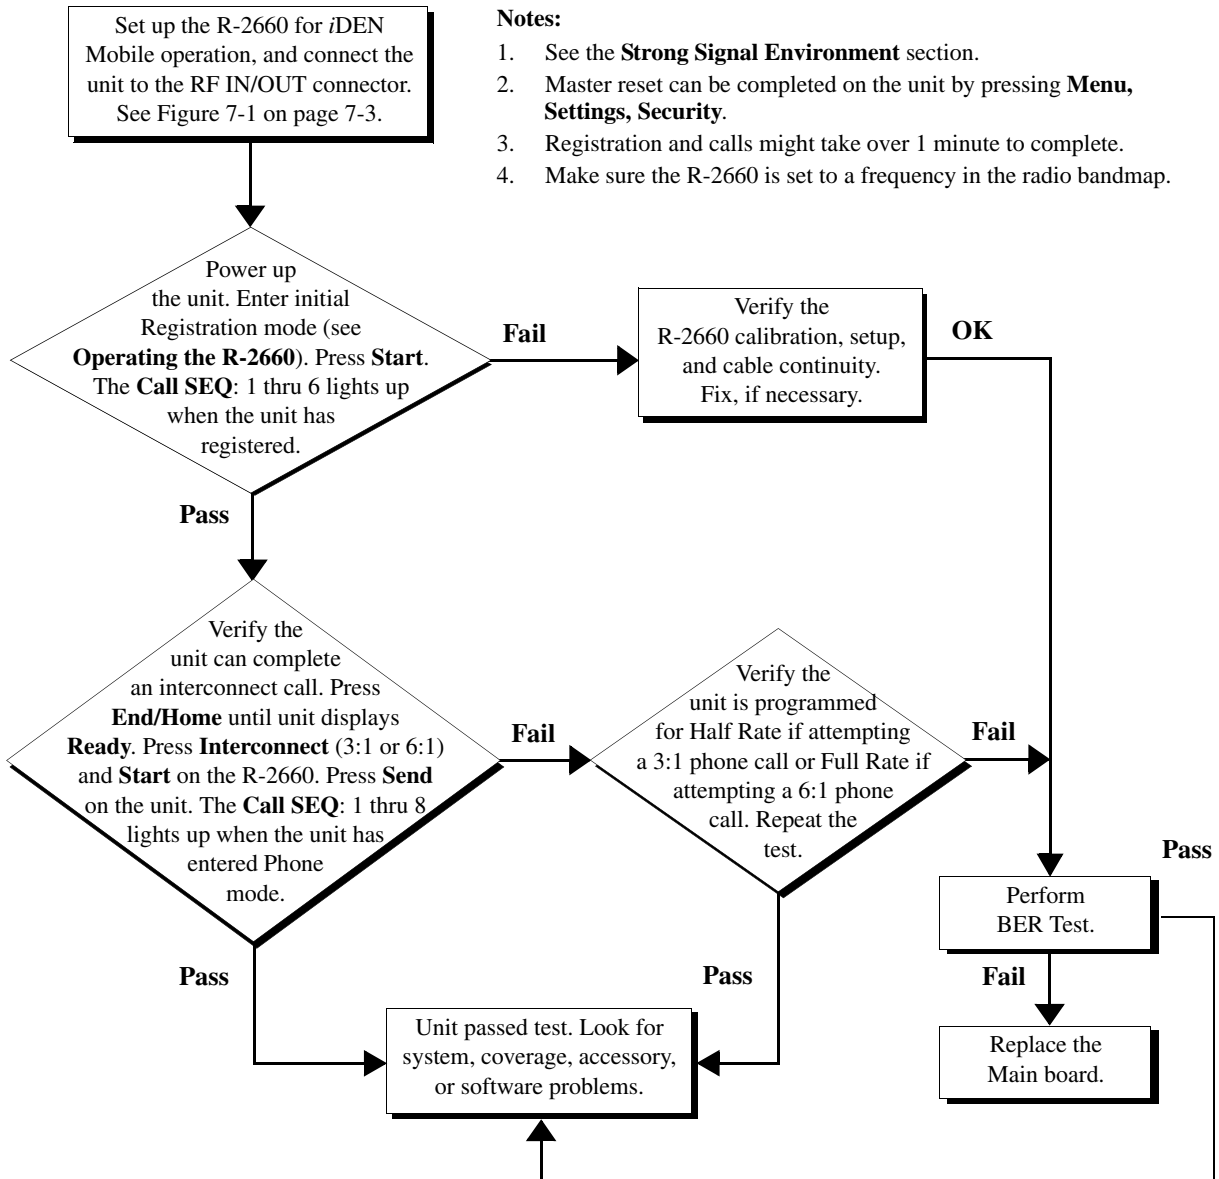 Set up the R-2660 for iDEN
Mobile operation, and connect the
unit to the RF IN/OUT connector.
See Figure 7-1 on page 7-3.
Notes:
1. See the Strong Signal Environment section.
2. Master reset can be completed on the unit by pressing Menu,
Settings, Security.
3. Registration and calls might take over 1 minute to complete.
4. Make sure the R-2660 is set to a frequency in the radio bandmap.
Power up
the unit. Enter initial
Registration mode (see
Operating the R-2660). Press Start.
The Call SEQ: 1 thru 6 lights up
when the unit has
registered.
Fail
Verify the
R-2660 calibration, setup,
and cable continuity.
Fix, if necessary.
OK
Pass
Verify the
unit can complete
an interconnect call. Press
End/Home until unit displays
Ready. Press Interconnect (3:1 or 6:1)
and Start on the R-2660. Press Send
on the unit. The Call SEQ: 1 thru 8
lights up when the unit has
entered Phone
mode.
Fail
Verify the
unit is programmed
for Half Rate if attempting
a 3:1 phone call or Full Rate if
attempting a 6:1 phone
call. Repeat the
test.
Fail
Pass
Perform
BER Test.
Pass
Pass
Fail
Unit passed test. Look for
system, coverage, accessory,
or software problems.
Replace the
Main board.